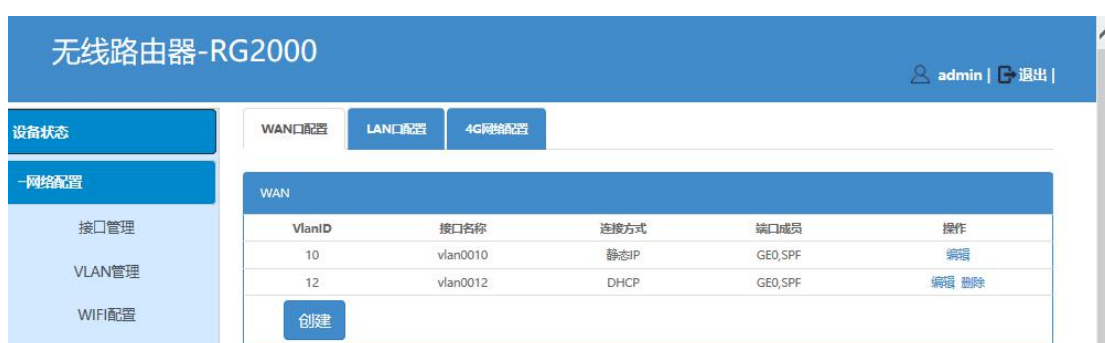 无线路由器-RG2000
admin | 退出 |
设备状态
WAN口配置 LAN口配置 4G网络配置
−网络配置
WAN
接口管理
VlanID 接口名称 连接方式 端口成员 操作
10 vlan0010 静态IP GE0,SPF 编辑
VLAN管理
12 vlan0012 DHCP GE0,SPF 编辑 删除
WIFI配置
创建